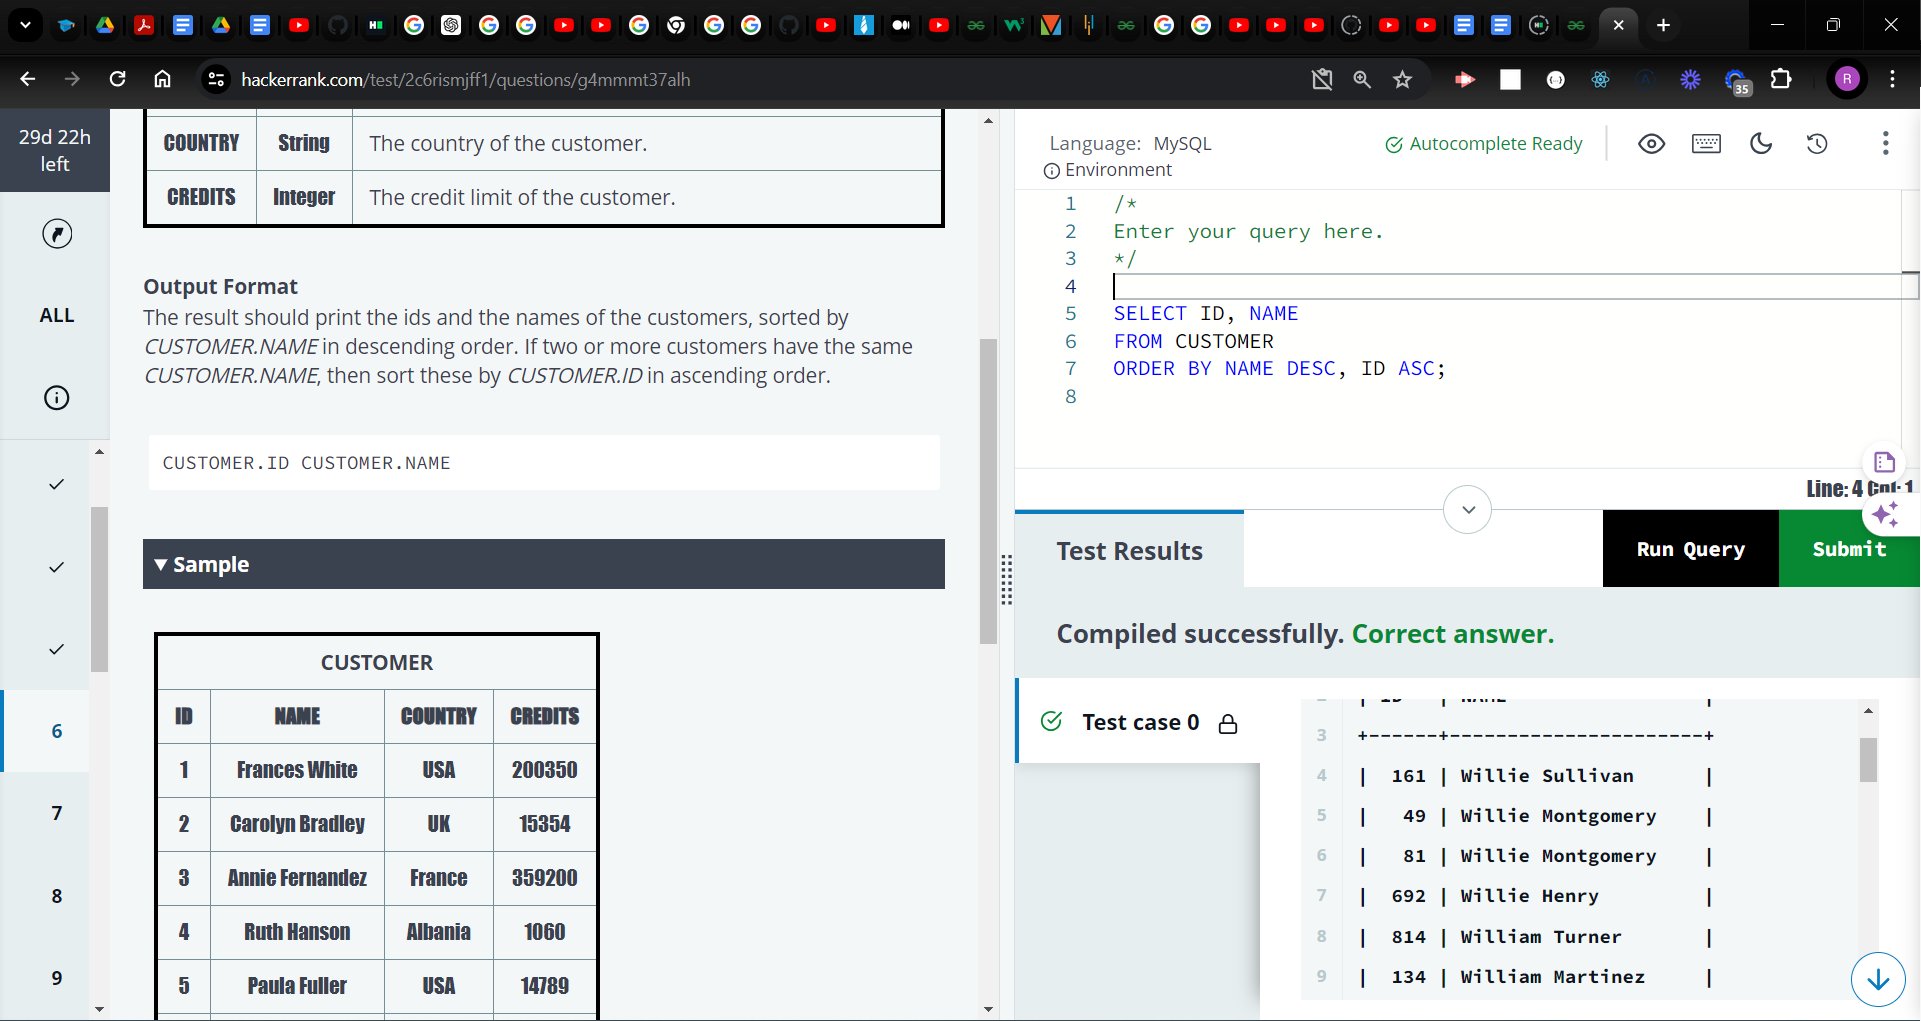 hackerrank.com/test/2c6rismjff1/questions/g4mmmt37alh
35
R
29d 22h
left
ALL
6
7
8
9
COUNTRY String The country of the customer.
CREDITS Integer The credit limit of the customer.
Output Format
The result should print the ids and the names of the customers, sorted by
CUSTOMER.NAME in descending order. If two or more customers have the same
CUSTOMER.NAME, then sort these by CUSTOMER.ID in ascending order.
CUSTOMER.ID CUSTOMER.NAME
▼ Sample
CUSTOMER
ID NAME COUNTRY CREDITS
1 Frances White USA 200350
2 Carolyn Bradley UK 15354
3 Annie Fernandez France 359200
4 Ruth Hanson Albania 1060
5 Paula Fuller USA 14789
Language: MySQL
Autocomplete Ready
Environment
1 /*
2 Enter your query here.
3 */
4
5 SELECT ID, NAME
6 FROM CUSTOMER
7 ORDER BY NAME DESC, ID ASC;
8
Line: 4 Col: 1
Test Results
Run Query
Submit
Compiled successfully. Correct answer.
Test case 0
2 | ID | NAME |
3 +------+---------------------+
4 | 161 | Willie Sullivan |
5 | 49 | Willie Montgomery |
6 | 81 | Willie Montgomery |
7 | 692 | Willie Henry |
8 | 814 | William Turner |
9 | 134 | William Martinez |